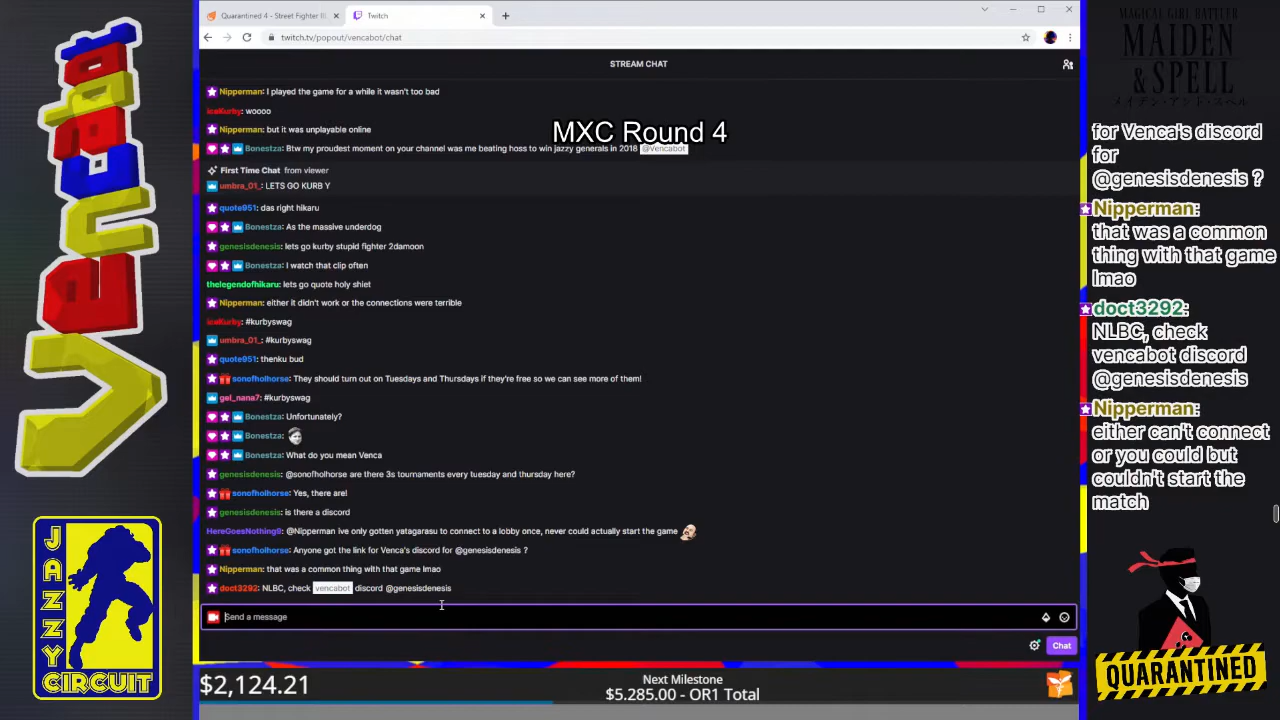 Quarantined 4 - Street Fighter III:
Twitch
twitch.tv/popout/vencabot/chat
STREAM CHAT
Nipperman: I played the game for a while it wasn't too bad
iceKurby: woooo
Nipperman: but it was unplayable online
MXC Round 4
Bonestza: Btw my proudest moment on your channel was me beating hoss to win jazzy generals in 2018 @Vencabot
First Time Chat from viewer
umbra_01_: LETS GO KURB Y
quote951: das right hikaru
Bonestza: As the massive underdog
genesisdenesis: lets go kurby stupid fighter 2damoon
Bonestza: I watch that clip often
thelegendofhikaru: lets go quote holy shiet
Nipperman: either it didn't work or the connections were terrible
iceKurby: #kurbyswag
umbra_01_: #kurbyswag
quote951: thenku bud
sonofholhorse: They should turn out on Tuesdays and Thursdays if they're free so we can see more of them!
gel_nana7: #kurbyswag
Bonestza: Unfortunately?
Bonestza:
Bonestza: What do you mean Venca
genesisdenesis: @sonofholhorse are there 3s tournaments every tuesday and thursday here?
sonofholhorse: Yes, there are!
genesisdenesis: is there a discord
HereGoesNothing9: @Nipperman ive only gotten yatagarasu to connect to a lobby once, never could actually start the game
sonofholhorse: Anyone got the link for Venca's discord for @genesisdenesis ?
Nipperman: that was a common thing with that game lmao
doct3292: NLBC, check vencabot discord @genesisdenesis
Send a message
Chat
$2,124.21
Next Milestone
$5.285.00 - OR1 Total
JAZZY
CIRCUIT
MAGICAL GIRL BATTLER
MAIDEN
& SPELL
メイデン・アンド・スペル
for Venca's discord
for
@genesisdenesis ?
Nipperman:
that was a common
thing with that game
lmao
doct3292:
NLBC, check
vencabot discord
@genesisdenesis
Nipperman:
either can't connect
or you could but
couldn't start the
match
QUARANTINED